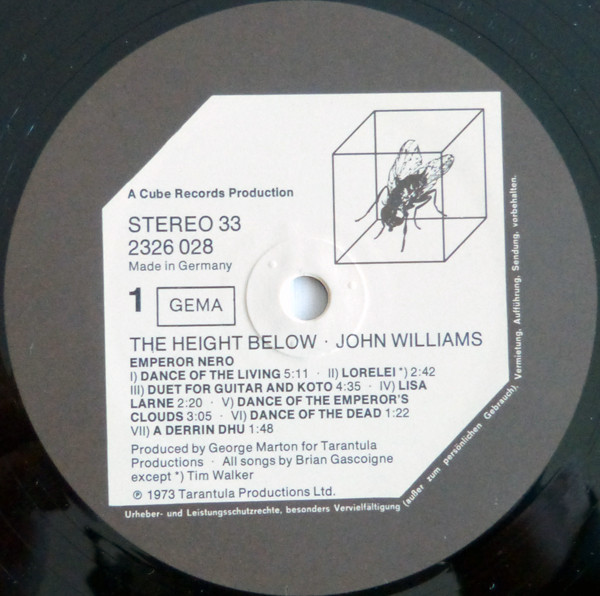 A Cube Records Production
STEREO 33
2326 028
Made in Germany
1 GEMA
THE HEIGHT BELOW · JOHN WILLIAMS
EMPEROR NERO
I) DANCE OF THE LIVING 5:11 · II) LORELEI *) 2:42
III) DUET FOR GUITAR AND KOTO 4:35 · IV) LISA
LARNE 2:20 · V) DANCE OF THE EMPEROR'S
CLOUDS 3:05 · VI) DANCE OF THE DEAD 1:22
VII) A DERRIN DHU 1:48
Produced by George Marton for Tarantula
Productions · All songs by Brian Gascoigne
except *) Tim Walker
℗ 1973 Tarantula Productions Ltd.
Urheber- und Leistungsschutzrechte, besonders Vervielfältigung (außer zum persönlichen Gebrauch), Vermietung, Aufführung, Sendung, vorbehalten.